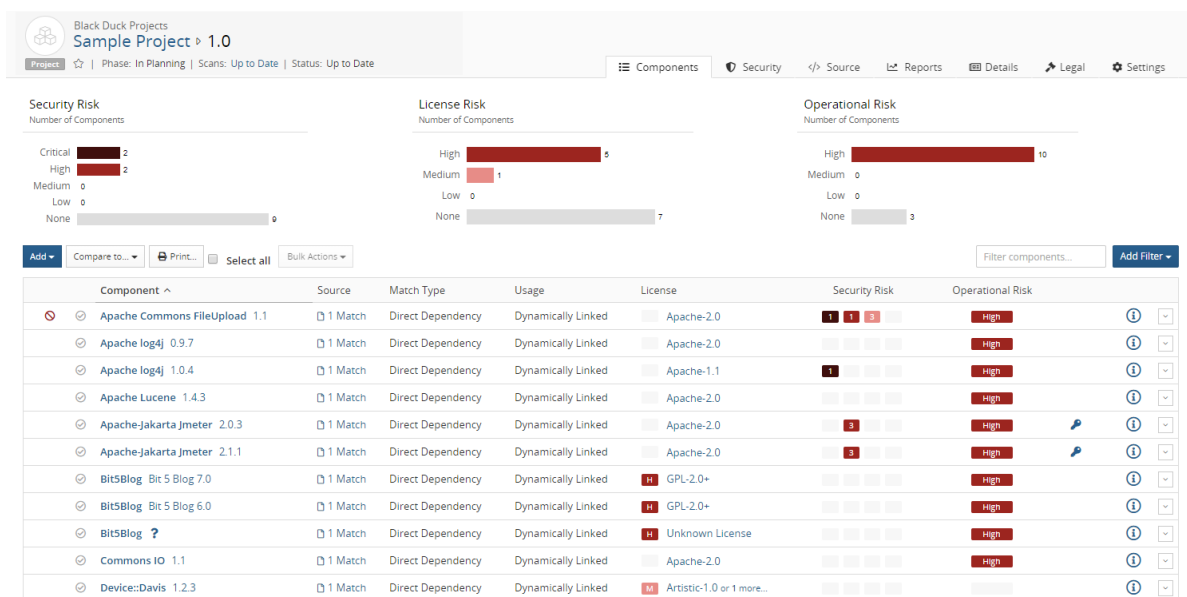 Black Duck Projects
Sample Project 1.0
Project | Phase: In Planning | Scans: Up to Date | Status: Up to Date
Components Security </> Source Reports Details Legal Settings
Security Risk
Number of Components
Critical 2
High 2
Medium 0
Low 0
None 9
License Risk
Number of Components
High 5
Medium 1
Low 0
None 7
Operational Risk
Number of Components
High 10
Medium 0
Low 0
None 3
Add Compare to... Print... Select all Bulk Actions Filter components... Add Filter
Component Source Match Type Usage License Security Risk Operational Risk
Apache Commons FileUpload 1.1 1 Match Direct Dependency Dynamically Linked Apache-2.0 1 1 3 High
Apache log4j 0.9.7 1 Match Direct Dependency Dynamically Linked Apache-2.0 High
Apache log4j 1.0.4 1 Match Direct Dependency Dynamically Linked Apache-1.1 1 High
Apache Lucene 1.4.3 1 Match Direct Dependency Dynamically Linked Apache-2.0 High
Apache-Jakarta Jmeter 2.0.3 1 Match Direct Dependency Dynamically Linked Apache-2.0 3 High
Apache-Jakarta Jmeter 2.1.1 1 Match Direct Dependency Dynamically Linked Apache-2.0 3 High
Bit5Blog Bit 5 Blog 7.0 1 Match Direct Dependency Dynamically Linked H GPL-2.0+ High
Bit5Blog Bit 5 Blog 6.0 1 Match Direct Dependency Dynamically Linked H GPL-2.0+ High
Bit5Blog ? 1 Match Direct Dependency Dynamically Linked H Unknown License High
Commons IO 1.1 1 Match Direct Dependency Dynamically Linked Apache-2.0 High
Device::Davis 1.2.3 1 Match Direct Dependency Dynamically Linked M Artistic-1.0 or 1 more...